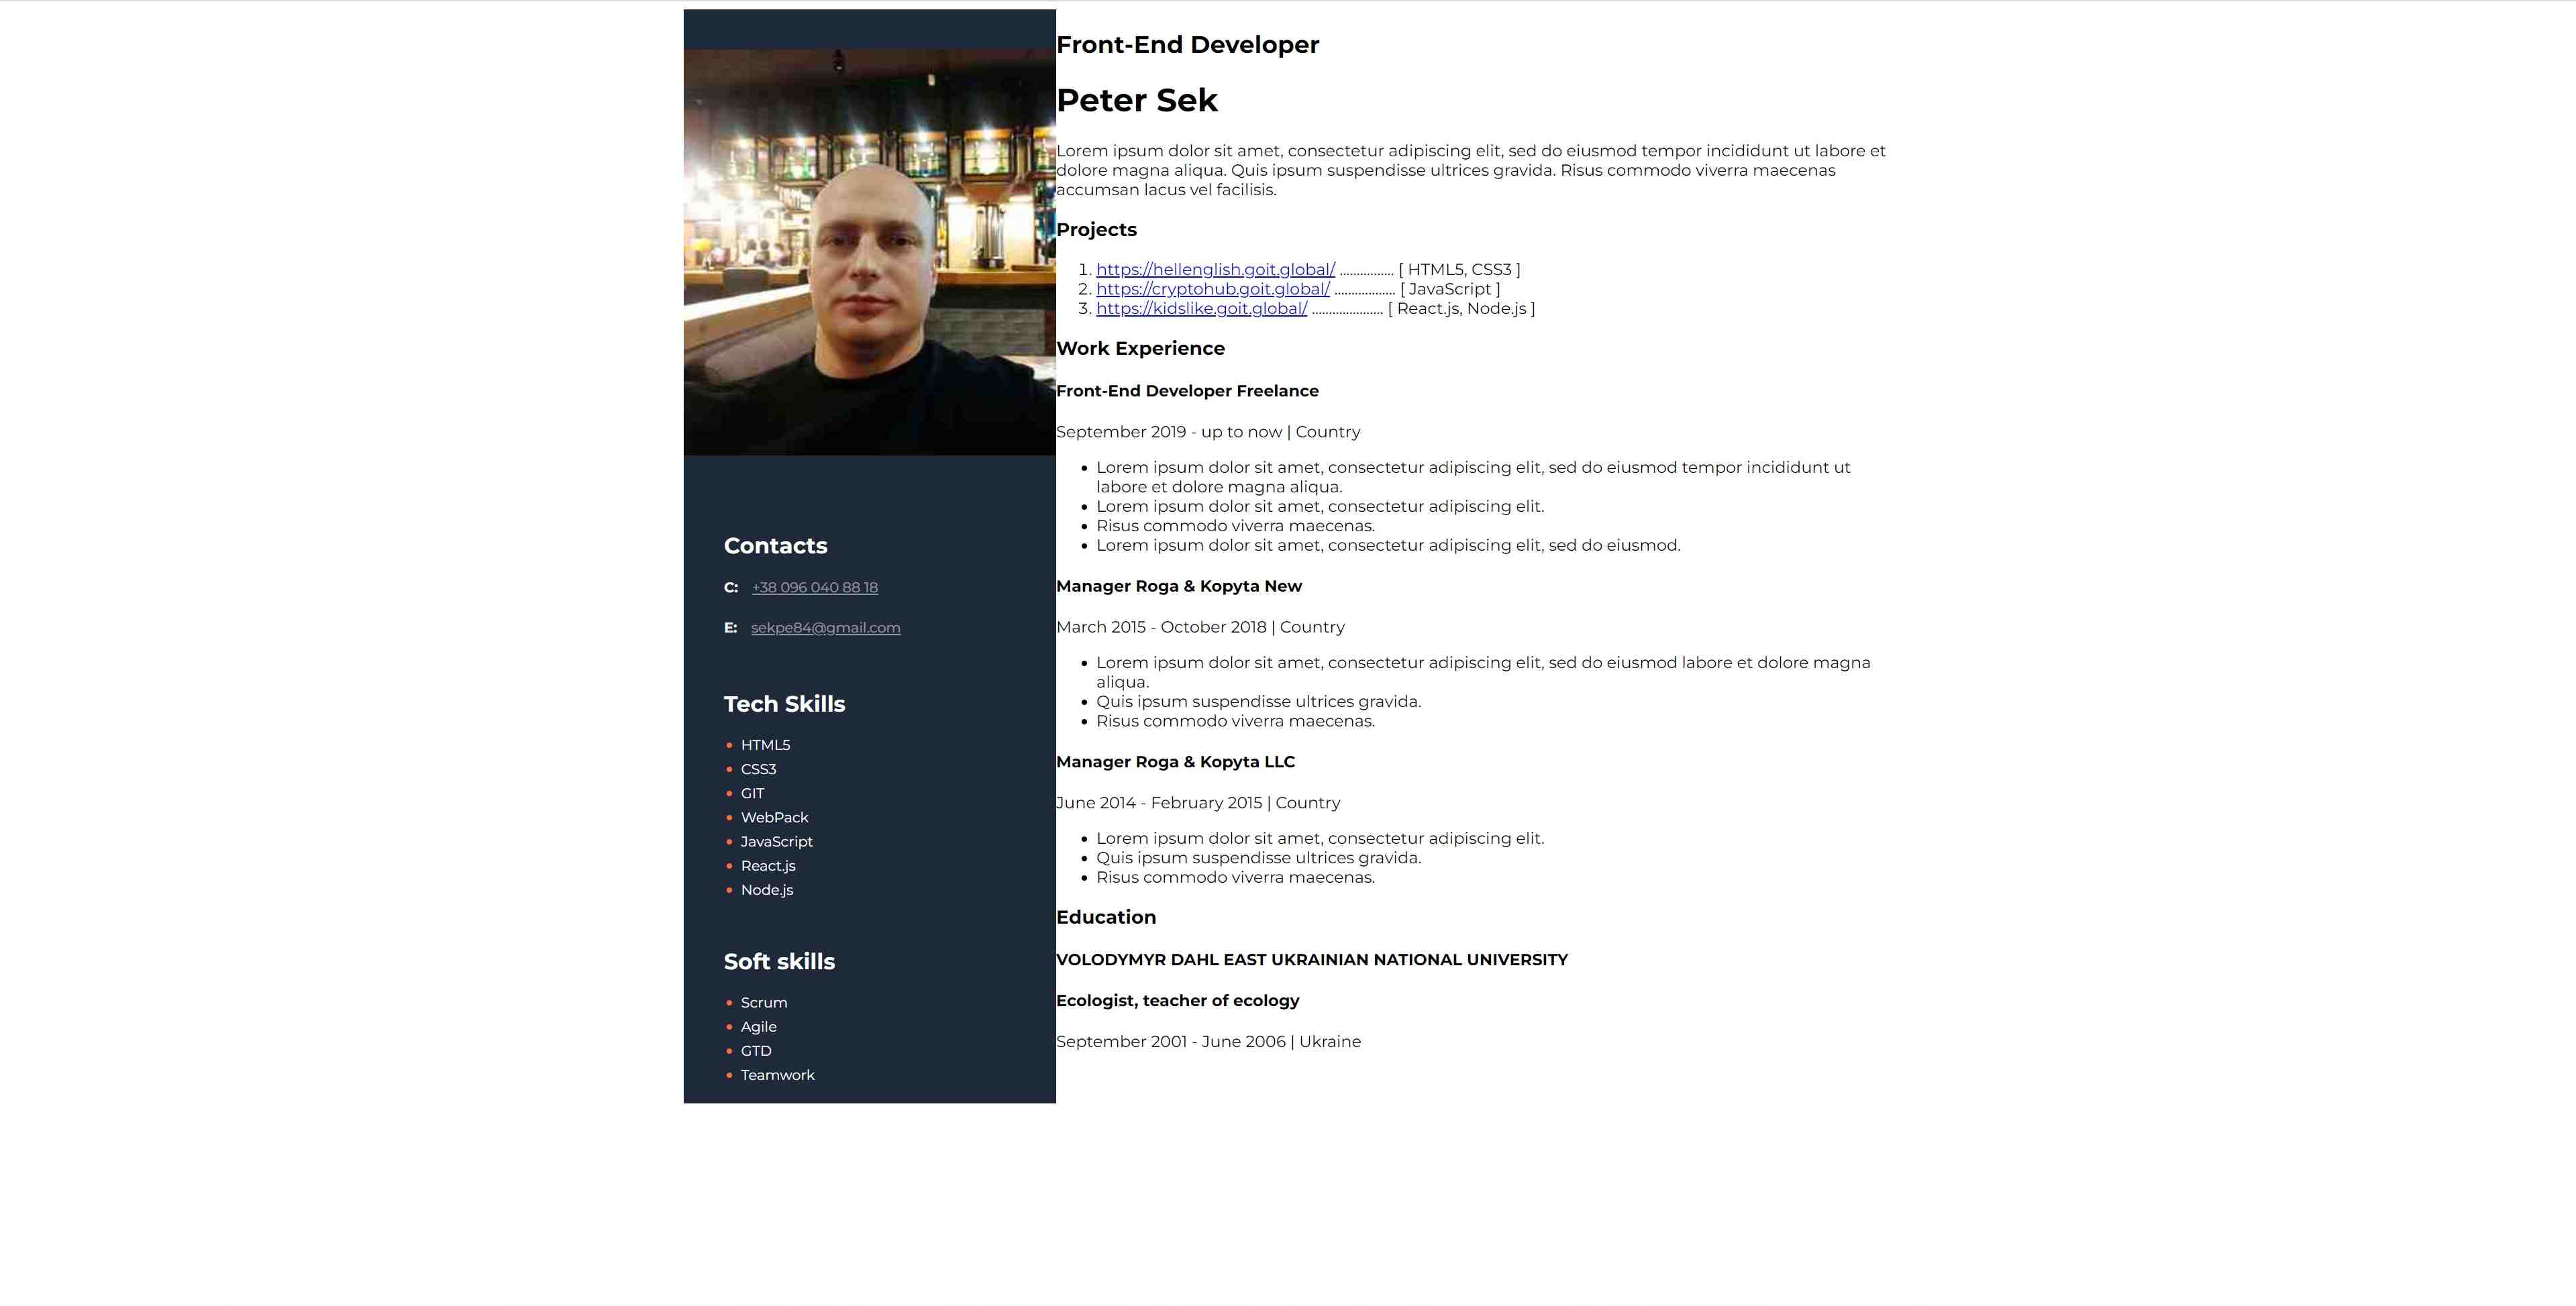 Contacts
C: +38 096 040 88 18
E: sekpe84@gmail.com
Tech Skills
HTML5
CSS3
GIT
WebPack
JavaScript
React.js
Node.js
Soft skills
Scrum
Agile
GTD
Teamwork
Front-End Developer
Peter Sek
Lorem ipsum dolor sit amet, consectetur adipiscing elit, sed do eiusmod tempor incididunt ut labore et
dolore magna aliqua. Quis ipsum suspendisse ultrices gravida. Risus commodo viverra maecenas
accumsan lacus vel facilisis.
Projects
1. https://hellenglish.goit.global/ ................ [ HTML5, CSS3 ]
2. https://cryptohub.goit.global/ .................. [ JavaScript ]
3. https://kidslike.goit.global/ ..................... [ React.js, Node.js ]
Work Experience
Front-End Developer Freelance
September 2019 - up to now | Country
Lorem ipsum dolor sit amet, consectetur adipiscing elit, sed do eiusmod tempor incididunt ut
labore et dolore magna aliqua.
Lorem ipsum dolor sit amet, consectetur adipiscing elit.
Risus commodo viverra maecenas.
Lorem ipsum dolor sit amet, consectetur adipiscing elit, sed do eiusmod.
Manager Roga & Kopyta New
March 2015 - October 2018 | Country
Lorem ipsum dolor sit amet, consectetur adipiscing elit, sed do eiusmod labore et dolore magna
aliqua.
Quis ipsum suspendisse ultrices gravida.
Risus commodo viverra maecenas.
Manager Roga & Kopyta LLC
June 2014 - February 2015 | Country
Lorem ipsum dolor sit amet, consectetur adipiscing elit.
Quis ipsum suspendisse ultrices gravida.
Risus commodo viverra maecenas.
Education
VOLODYMYR DAHL EAST UKRAINIAN NATIONAL UNIVERSITY
Ecologist, teacher of ecology
September 2001 - June 2006 | Ukraine